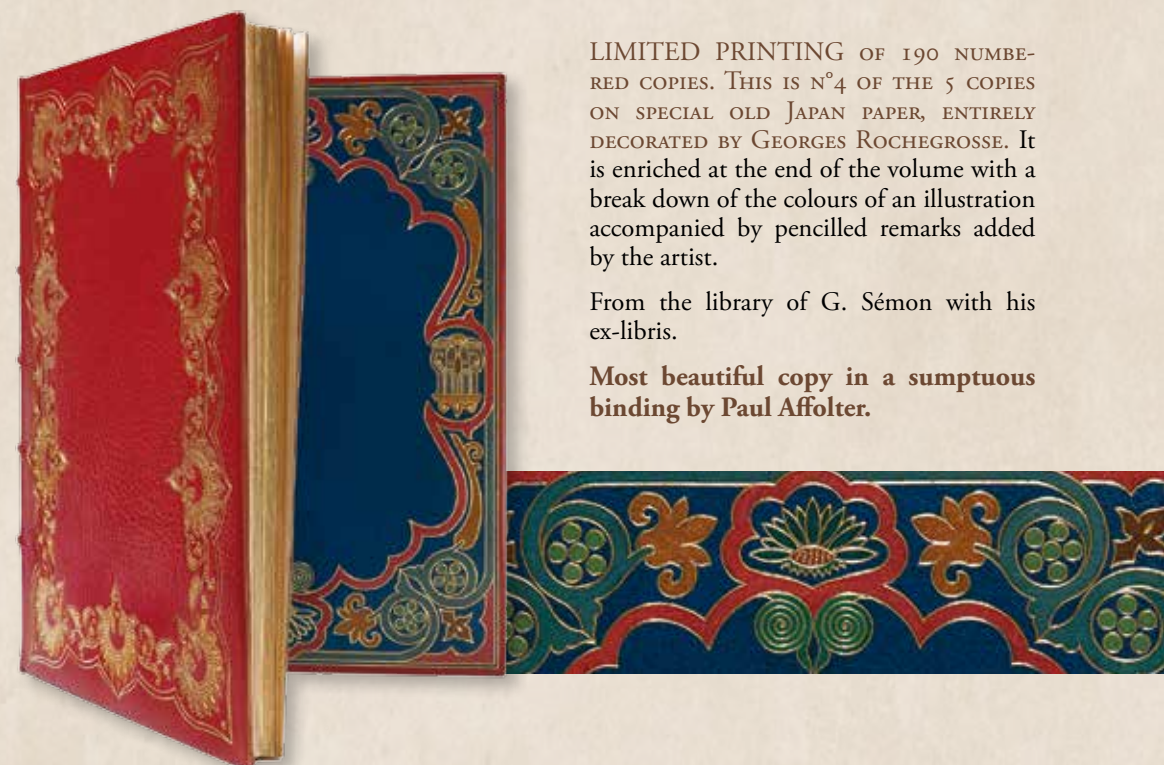 LIMITED PRINTING OF 190 NUMBE-
RED COPIES. THIS IS N°4 OF THE 5 COPIES
ON SPECIAL OLD JAPAN PAPER, ENTIRELY
DECORATED BY GEORGES ROCHEGROSSE. It
is enriched at the end of the volume with a
break down of the colours of an illustration
accompanied by pencilled remarks added
by the artist.
From the library of G. Sémon with his
ex-libris.
Most beautiful copy in a sumptuous
binding by Paul Affolter.